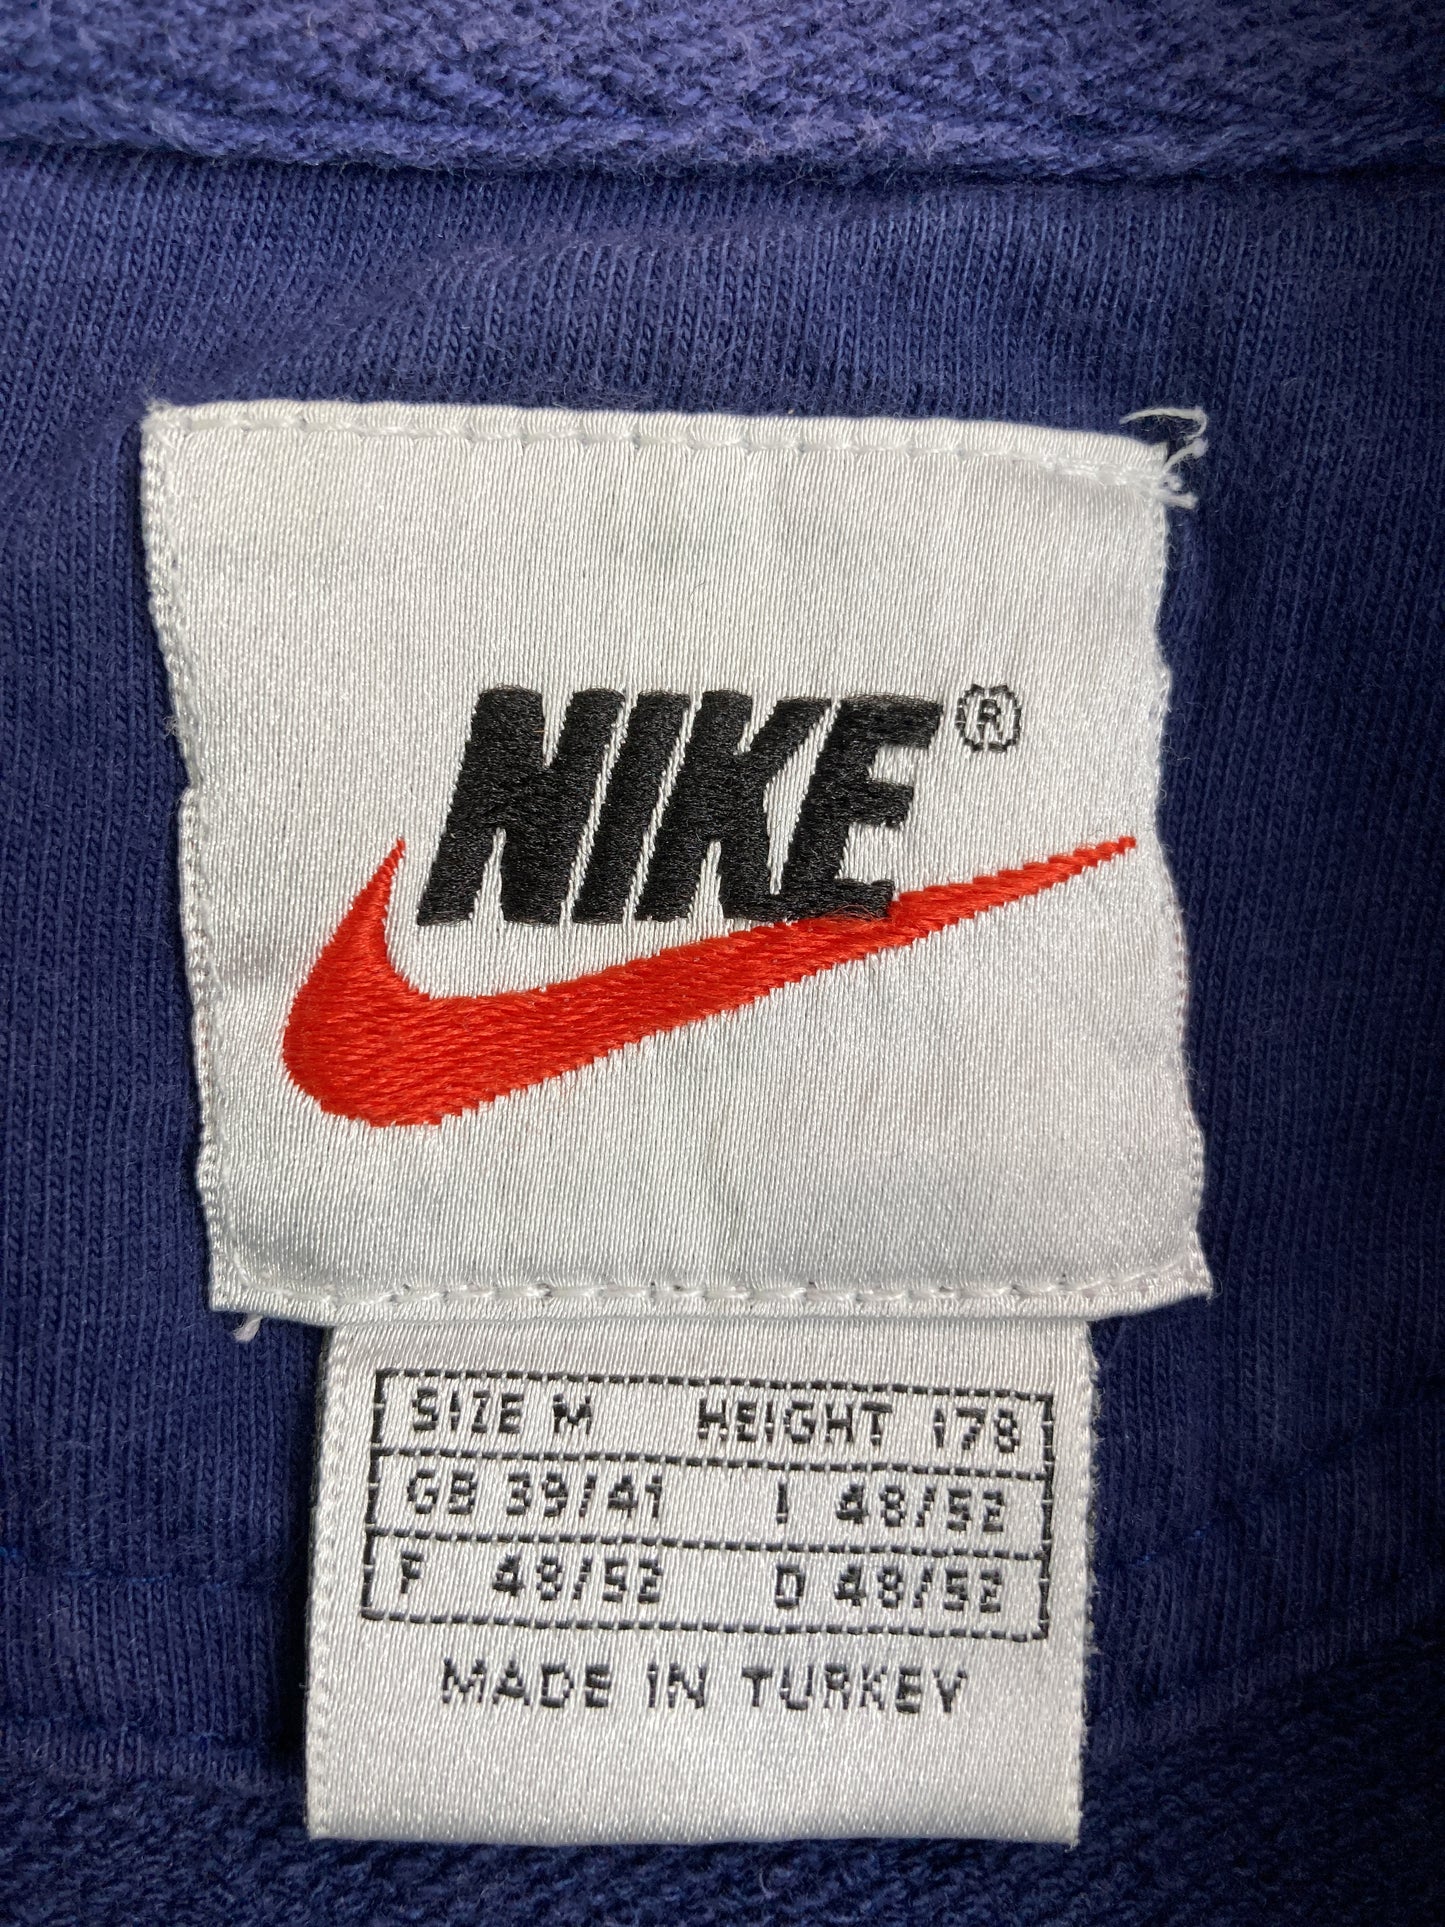 NIKE®
SIZE M HEIGHT 178
GB 39/41 I 48/52
F 48/52 D 48/52
MADE IN TURKEY